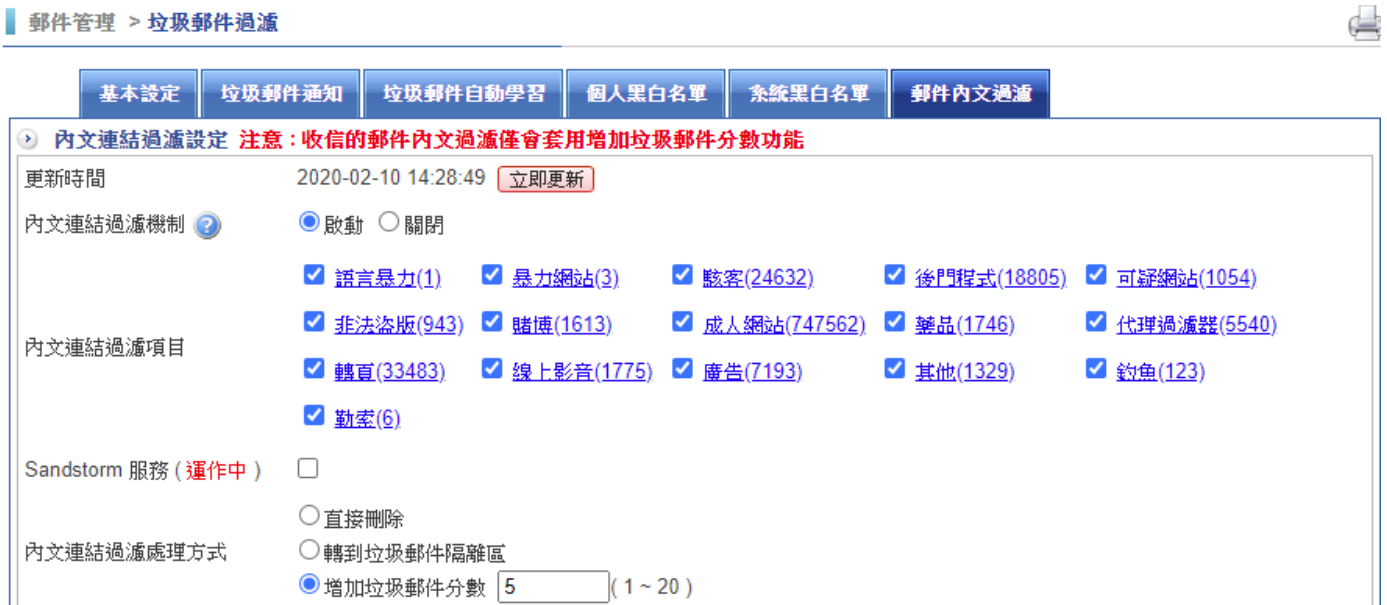 郵件管理 > 垃圾郵件過濾
基本設定 垃圾郵件通知 垃圾郵件自動學習 個人黑白名單 系統黑白名單 郵件內文過濾
內文連結過濾設定 注意：收信的郵件內文過濾僅會套用增加垃圾郵件分數功能
更新時間 2020-02-10 14:28:49 立即更新
內文連結過濾機制 ? 啟動 關閉
語言暴力(1) 暴力網站(3) 駭客(24632) 後門程式(18805) 可疑網站(1054)
非法盜版(943) 賭博(1613) 成人網站(747562) 藥品(1746) 代理過濾器(5540)
內文連結過濾項目
轉頁(33483) 線上影音(1775) 廣告(7193) 其他(1329) 釣魚(123)
勒索(6)
Sandstorm 服務 ( 運作中 )
直接刪除
內文連結過濾處理方式 轉到垃圾郵件隔離區
增加垃圾郵件分數 5 ( 1 ~ 20 )